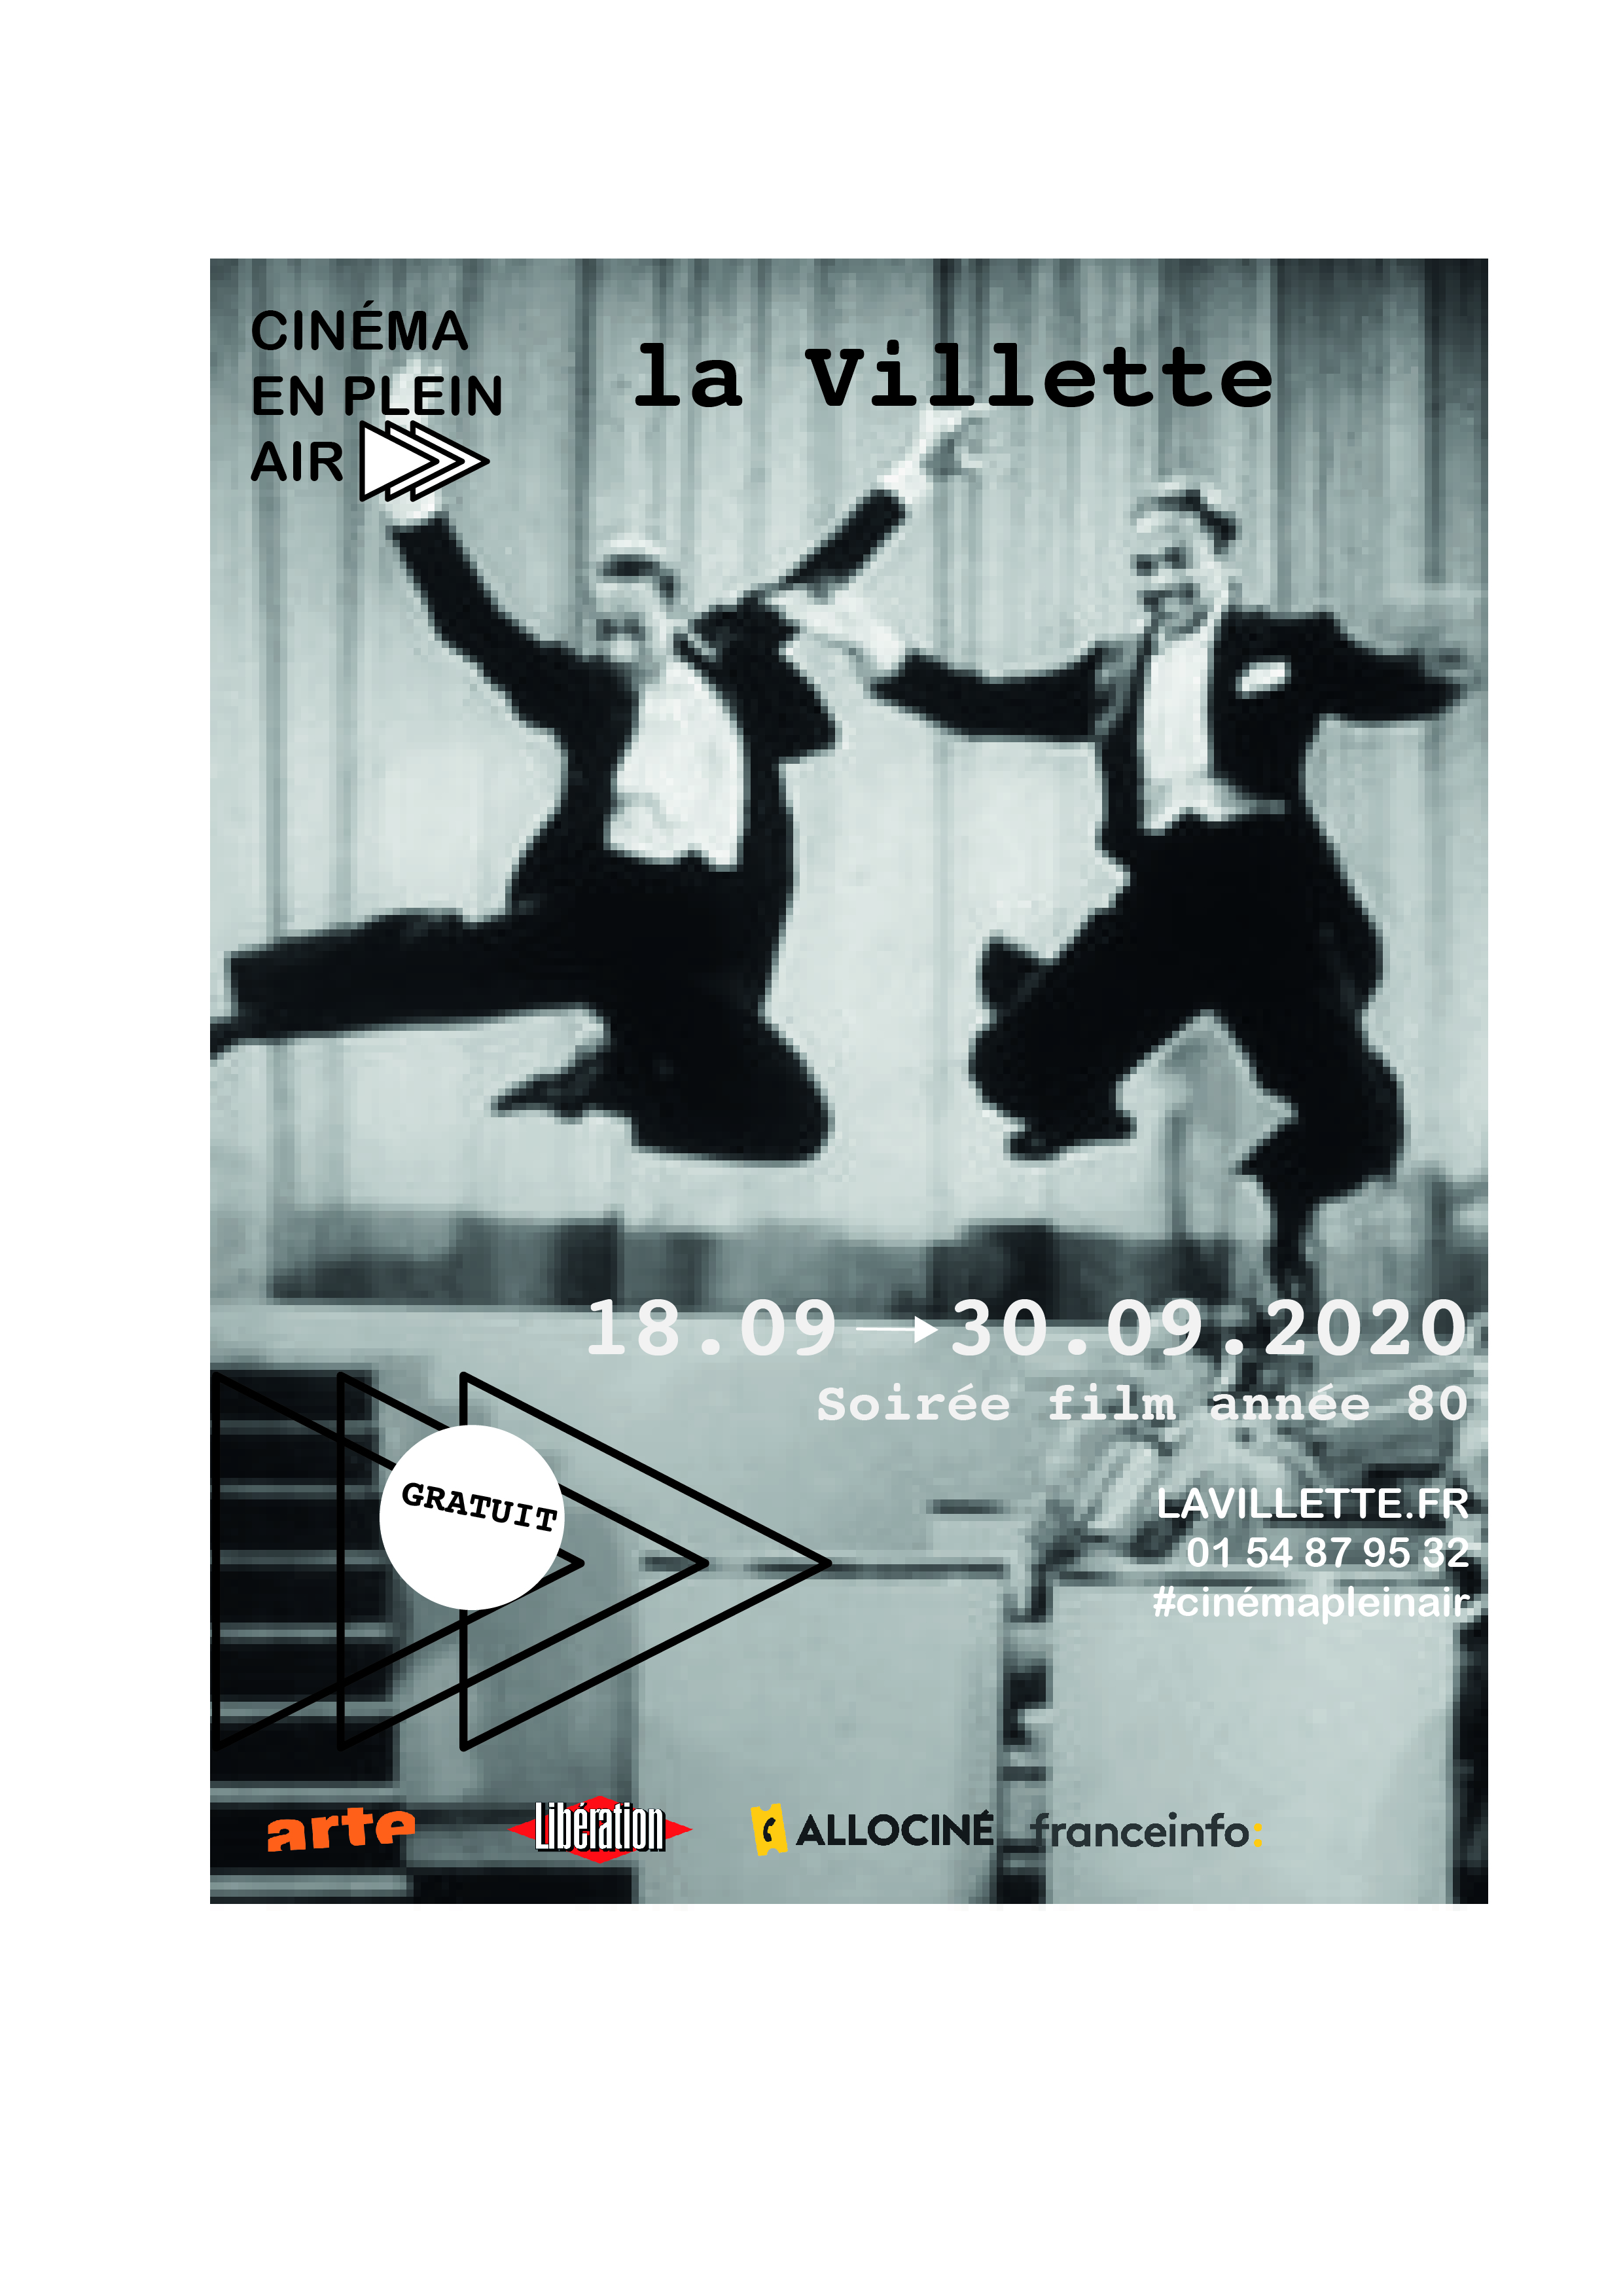 CINÉMA
EN PLEIN
AIR
la Villette
18.09 → 30.09.2020
Soirée film année 80
GRATUIT
LAVILLETTE.FR
01 54 87 95 32
#cinémapleinair
arte
Libération
ALLOCINÉ
franceinfo: